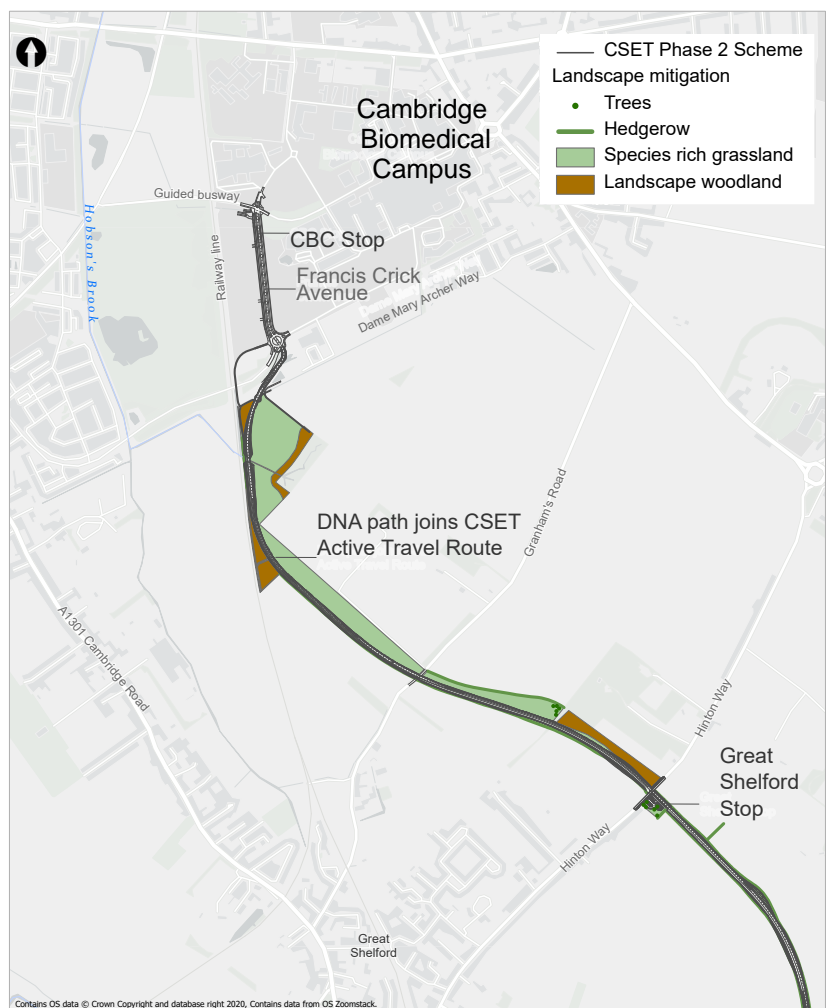 CSET Phase 2 Scheme
Landscape mitigation
Trees
Hedgerow
Species rich grassland
Landscape woodland
Cambridge
Biomedical
Campus
Guided busway
Hobson's Brook
Railway line
CBC Stop
Francis Crick
Avenue
Dame Mary Archer Way
DNA path joins CSET
Active Travel Route
Granham's Road
A1301 Cambridge Road
Hinton Way
Great
Shelford
Stop
Hinton Way
Great
Shelford
Contains OS data © Crown Copyright and database right 2020, Contains data from OS Zoomstack.